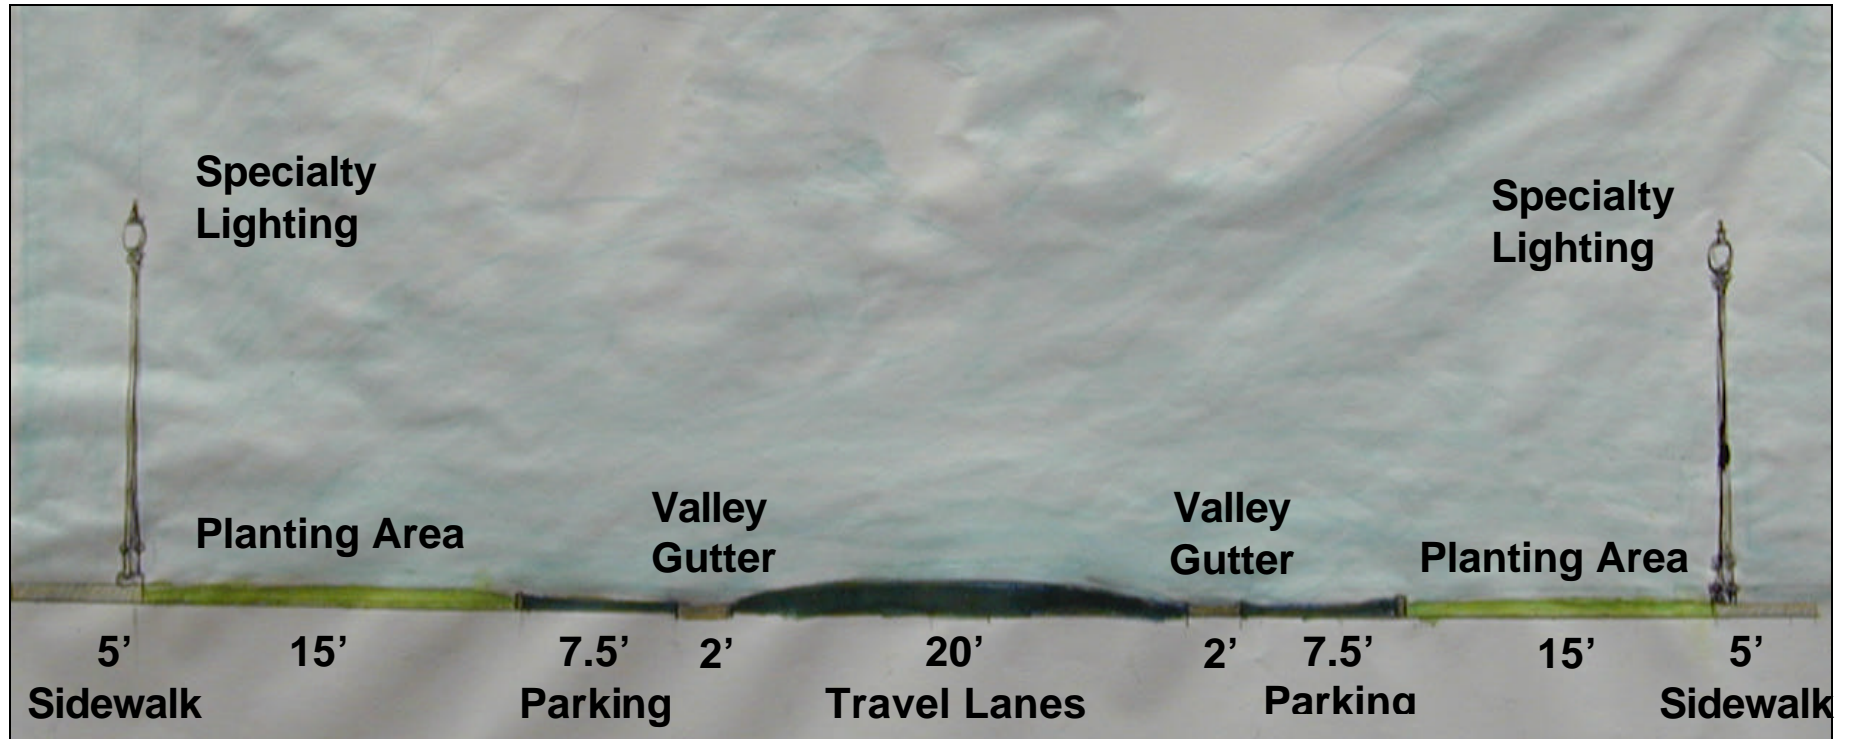 Specialty
Lighting
Specialty
Lighting
Planting Area
Valley
Gutter
Valley
Gutter
Planting Area
5’ 15’ 7.5’ 2’ 20’ 2’ 7.5’ 15’ 5’
Sidewalk Parking Travel Lanes Parking Sidewalk